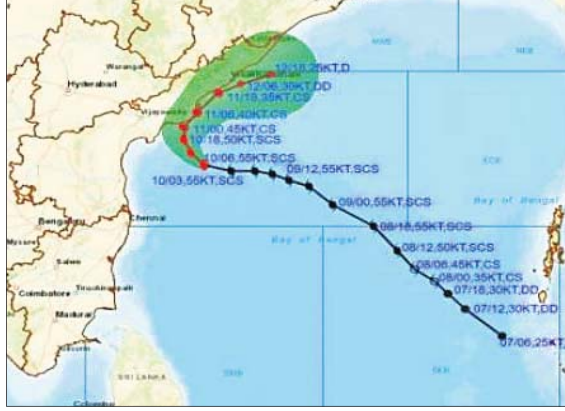 Warangal
Hyderabad
12/18,25KT,D
12/06,30KT,DD
11/18,35KT,CS
11/06,40KT,CS
11/00,45KT,CS
10/18,50KT,SCS
10/06,55KT,SCS
09/12,55KT,SCS
10/03,55KT,SCS
09/00,55KT,SCS
Bay of Bengal
Chennai
08/18,55KT,SCS
Bengaluru
Bay of Bengal
Mysore
08/12,50KT,SCS
Salem
08/06,45KT,CS
08/00,35KT,CS
Coimbatore
07/18,30KT,DD
07/12,30KT,DD
Madurai
07/06,25KT,
SRI LANKA